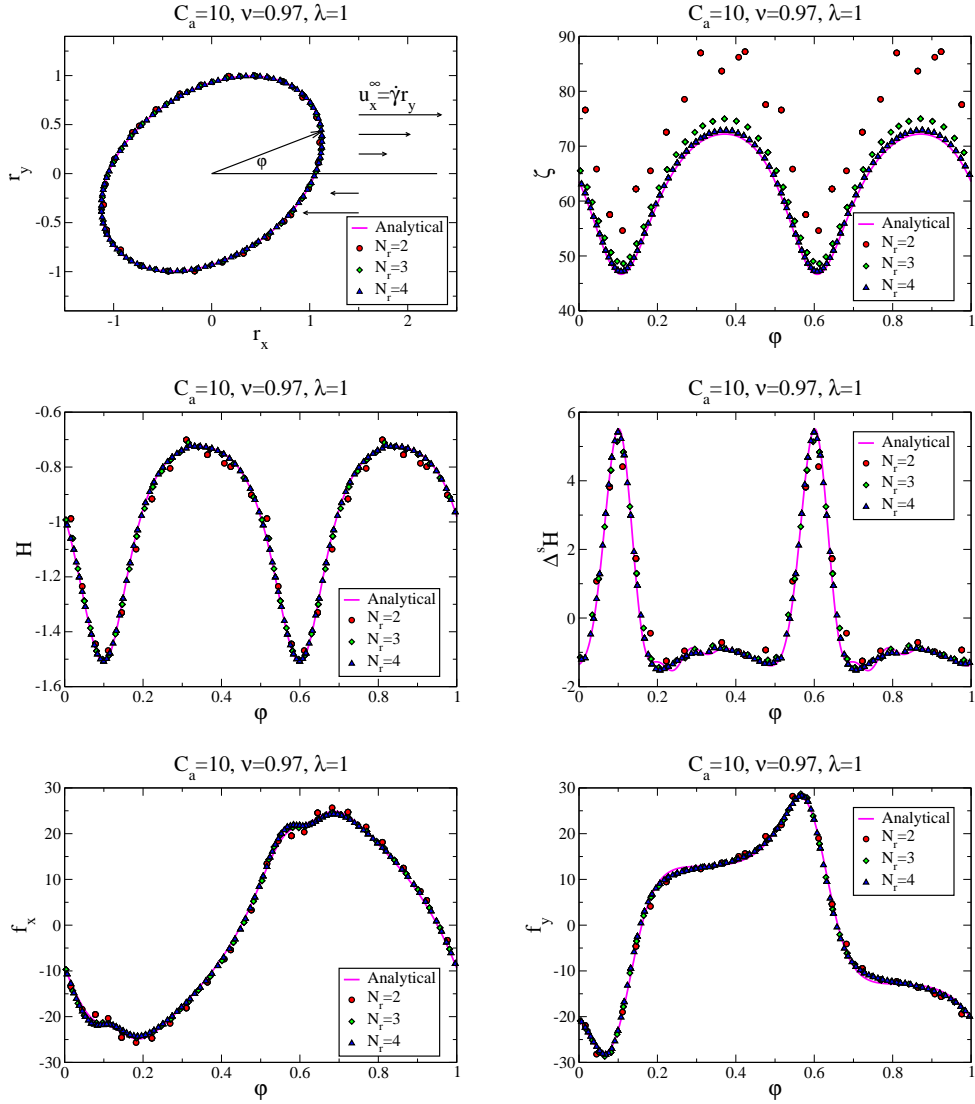 C_a=10, ν=0.97, λ=1
1
0.5
0
-0.5
-1
r_y
-1 0 1 2
r_x
u_x^∞=γ̇r_y
φ
Analytical
N_r=2
N_r=3
N_r=4
C_a=10, ν=0.97, λ=1
90
80
70
60
50
40
ζ
0 0.2 0.4 0.6 0.8 1
φ
Analytical
N_r=2
N_r=3
N_r=4
C_a=10, ν=0.97, λ=1
-0.6
-0.8
-1
-1.2
-1.4
-1.6
H
0 0.2 0.4 0.6 0.8 1
φ
Analytical
N_r=2
N_r=3
N_r=4
C_a=10, ν=0.97, λ=1
6
4
2
0
-2
Δ^sH
0 0.2 0.4 0.6 0.8 1
φ
Analytical
N_r=2
N_r=3
N_r=4
C_a=10, ν=0.97, λ=1
30
20
10
0
-10
-20
-30
f_x
0 0.2 0.4 0.6 0.8 1
φ
Analytical
N_r=2
N_r=3
N_r=4
C_a=10, ν=0.97, λ=1
30
20
10
0
-10
-20
-30
f_y
0 0.2 0.4 0.6 0.8 1
φ
Analytical
N_r=2
N_r=3
N_r=4